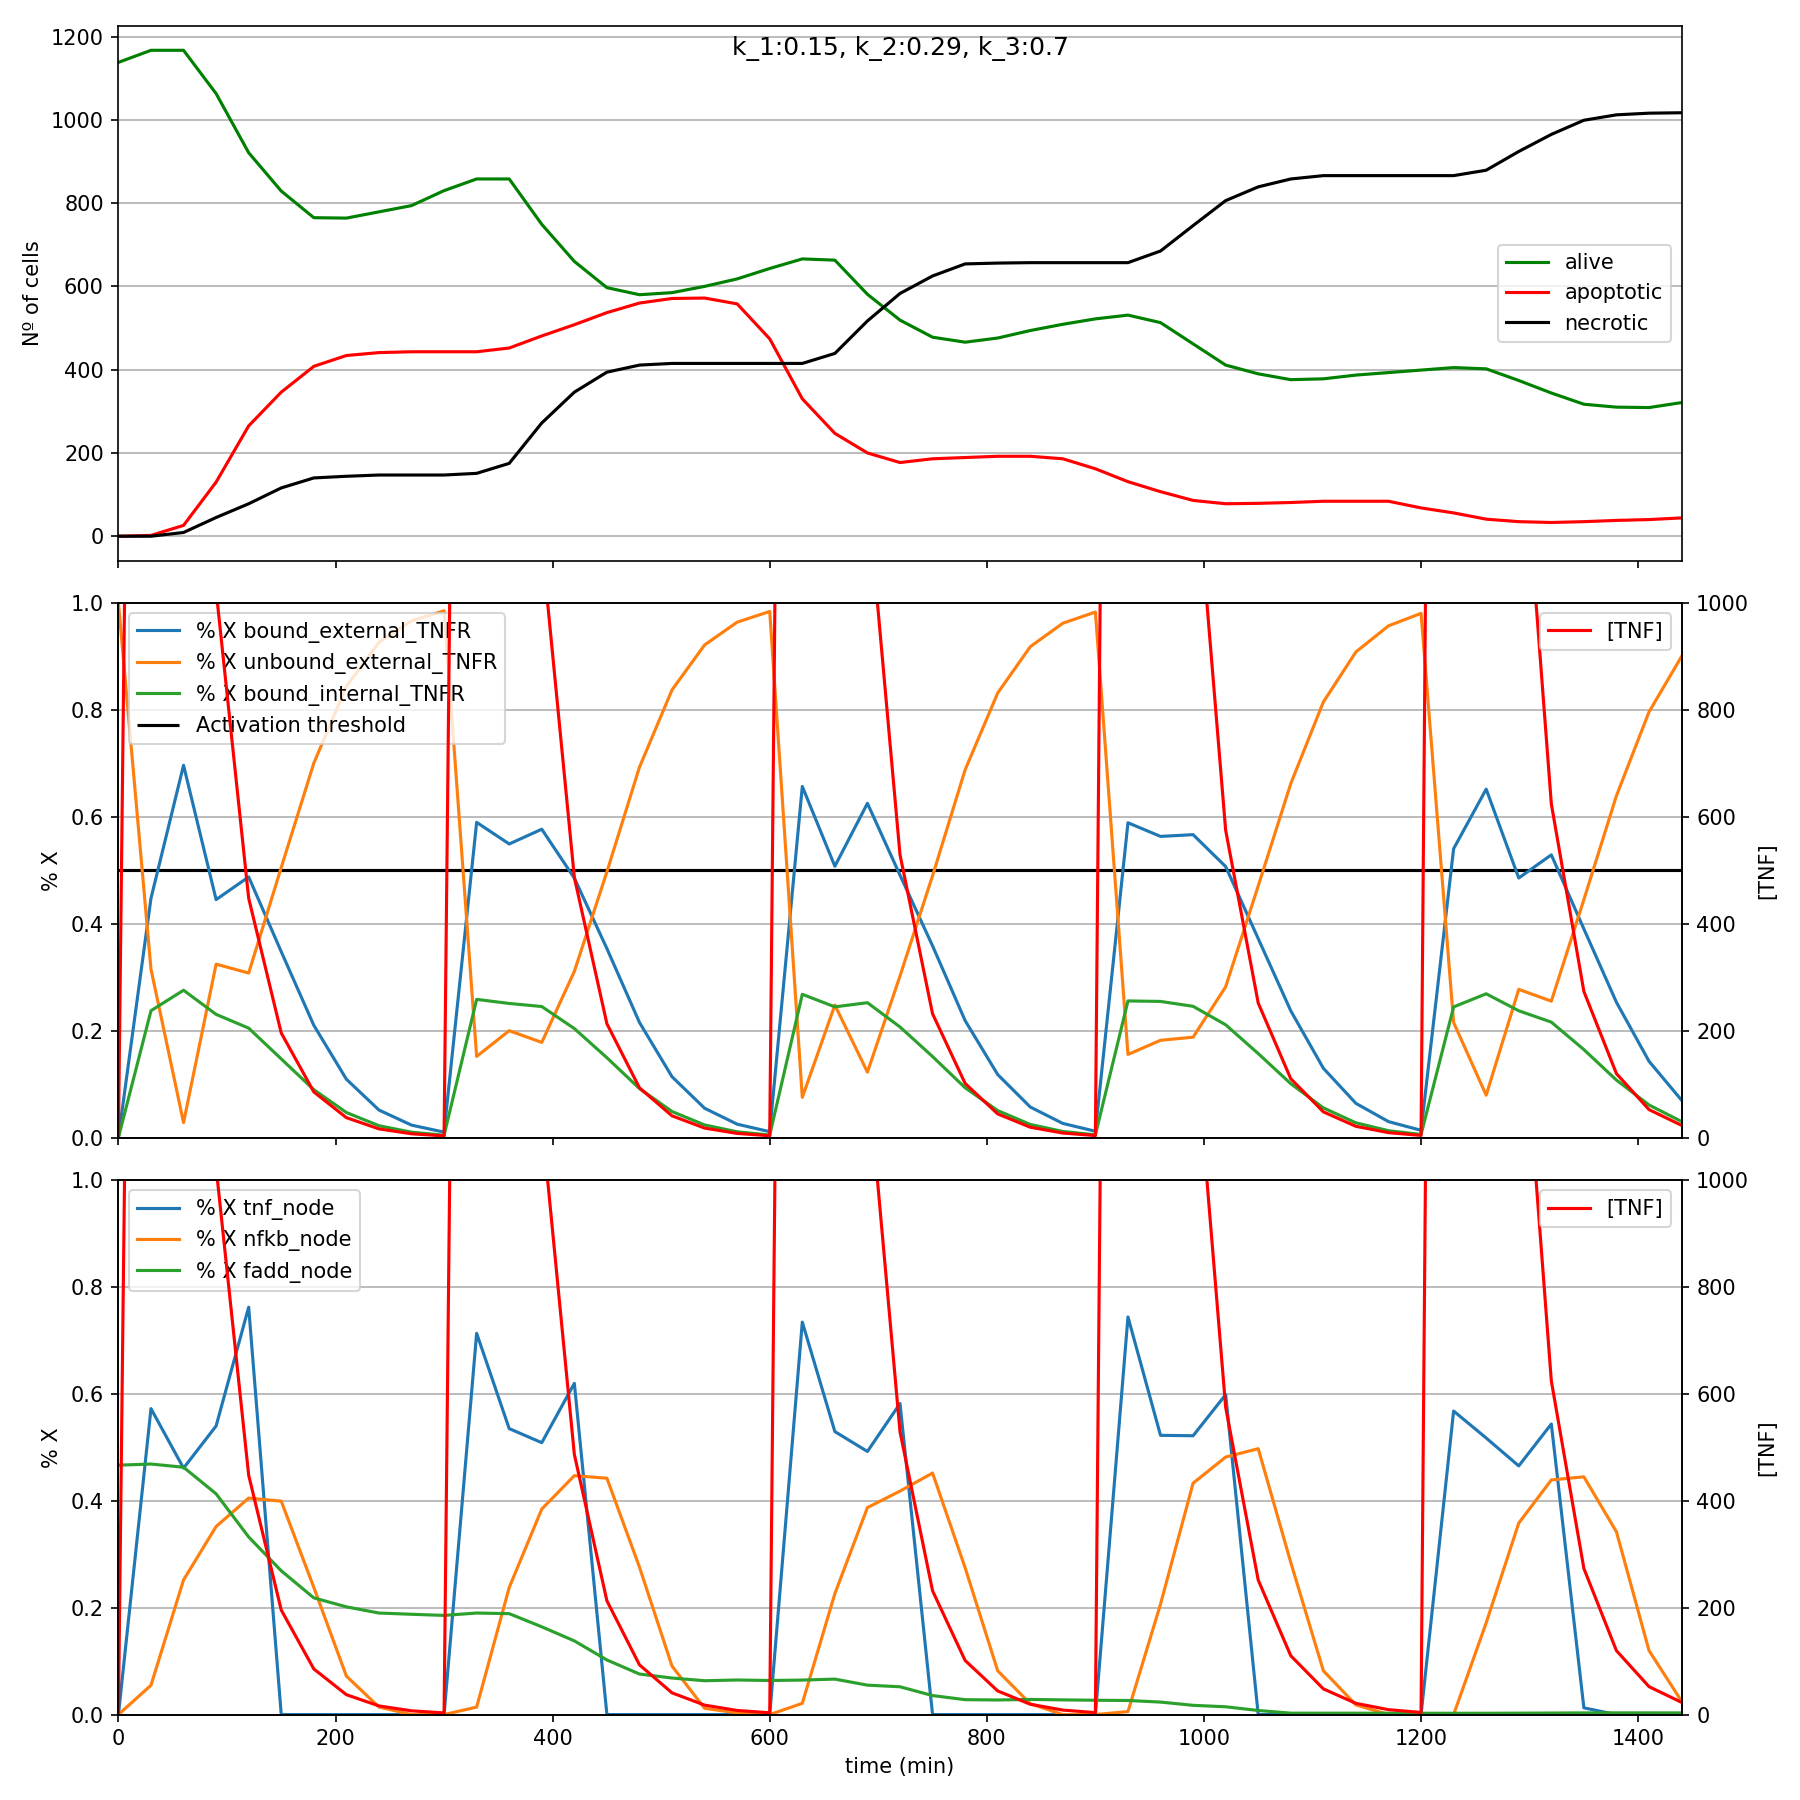 k_1:0.15, k_2:0.29, k_3:0.7
1200
1000
800
600
400
200
0
Nº of cells
alive
apoptotic
necrotic
1.0
0.8
0.6
0.4
0.2
0.0
% X
% X bound_external_TNFR
% X unbound_external_TNFR
% X bound_internal_TNFR
Activation threshold
[TNF]
1000
800
600
400
200
0
[TNF]
1.0
0.8
0.6
0.4
0.2
0.0
% X
% X tnf_node
% X nfkb_node
% X fadd_node
[TNF]
1000
800
600
400
200
0
[TNF]
0 200 400 600 800 1000 1200 1400
time (min)